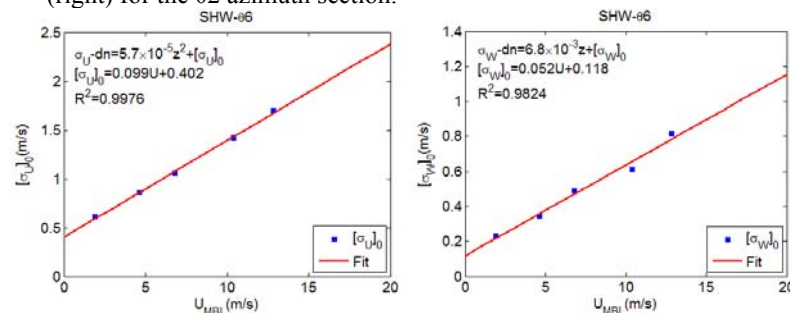 (right) for the θ2 azimuth section.
SHW-θ6
σU-dn=5.7×10⁻⁵z²+[σU]0
[σU]0=0.099U+0.402
R²=0.9976
[σU]0(m/s)
2.5
2
1.5
1
0.5
0
0 5 10 15 20
UMBL(m/s)
[σU]0
Fit
SHW-θ6
σW-dn=6.8×10⁻³z+[σW]0
[σW]0=0.052U+0.118
R²=0.9824
[σW]0(m/s)
1.4
1.2
1
0.8
0.6
0.4
0.2
0
0 5 10 15 20
UMBL(m/s)
[σW]0
Fit